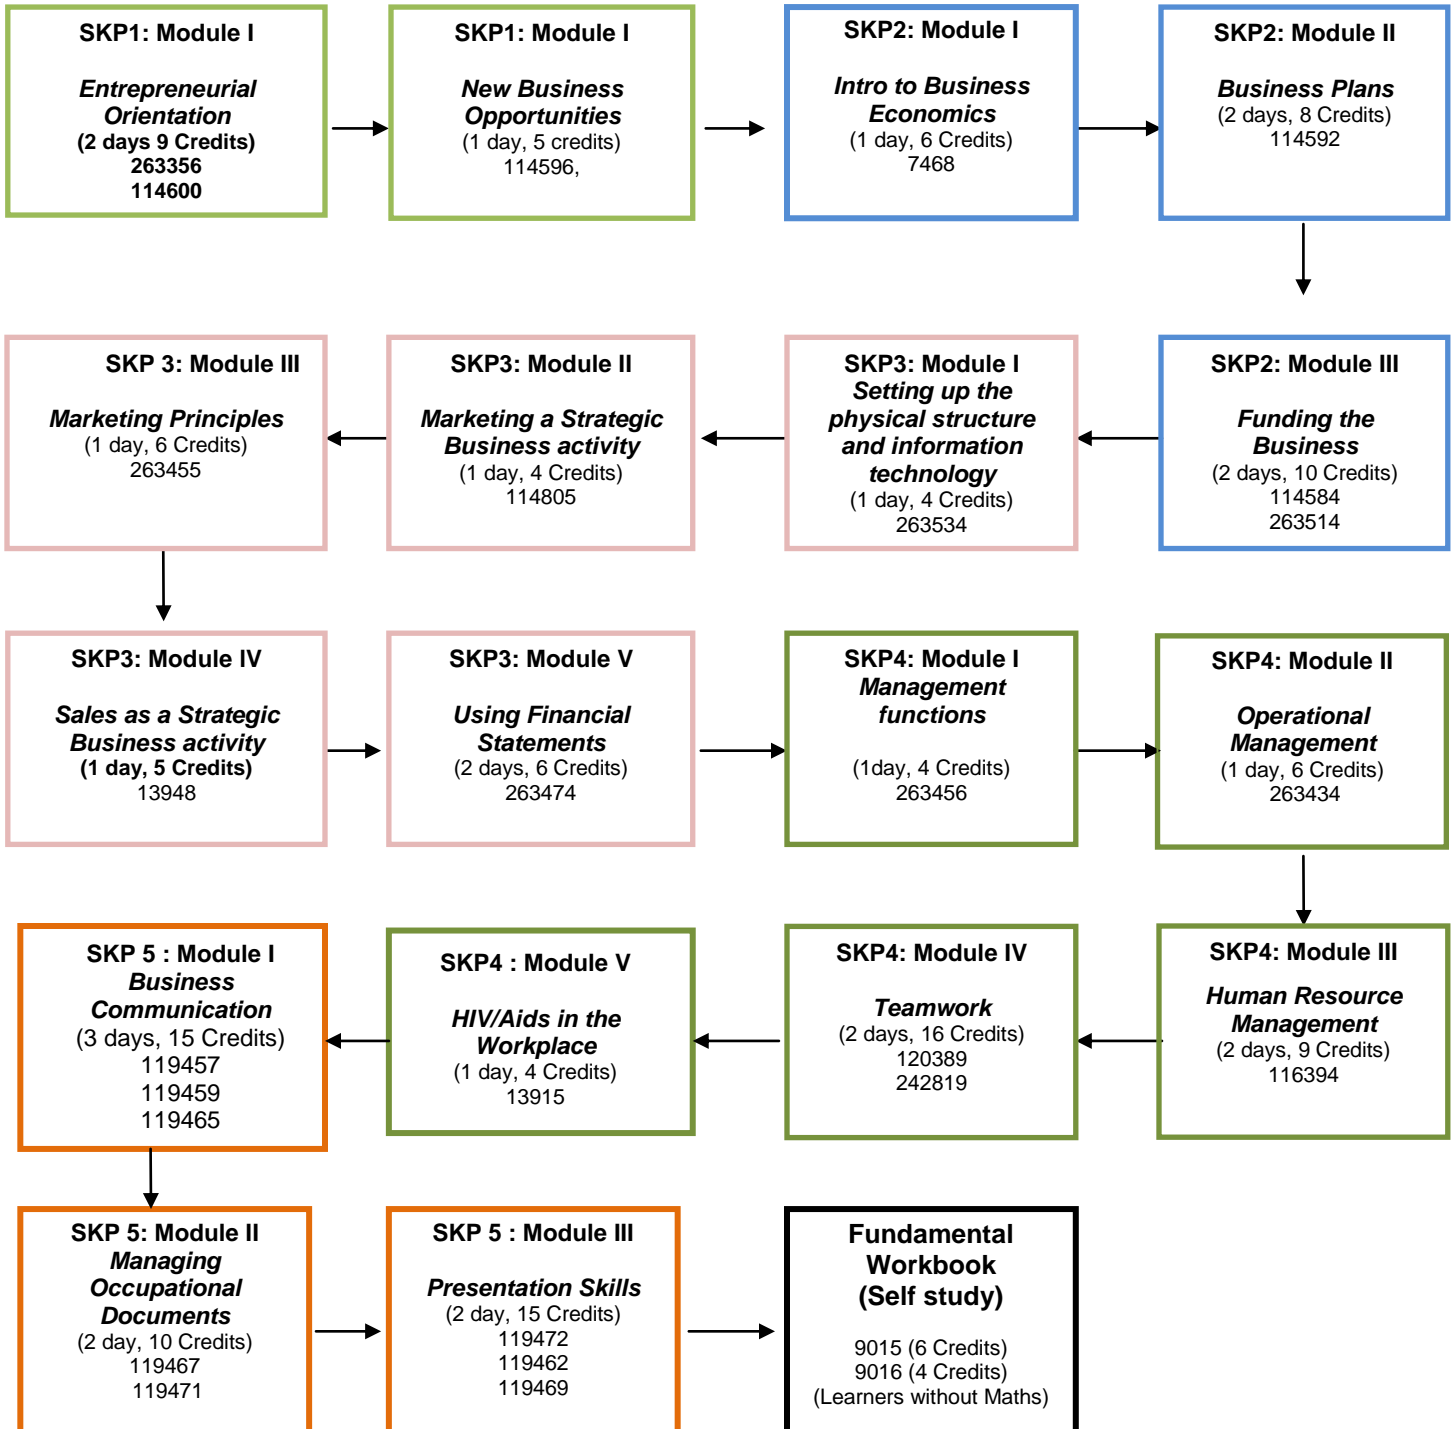 SKP1: Module I
Entrepreneurial
Orientation
(2 days 9 Credits)
263356
114600
SKP1: Module I
New Business
Opportunities
(1 day, 5 credits)
114596,
SKP2: Module I
Intro to Business
Economics
(1 day, 6 Credits)
7468
SKP2: Module II
Business Plans
(2 days, 8 Credits)
114592
SKP2: Module III
Funding the
Business
(2 days, 10 Credits)
114584
263514
SKP3: Module I
Setting up the
physical structure
and information
technology
(1 day, 4 Credits)
263534
SKP3: Module II
Marketing a Strategic
Business activity
(1 day, 4 Credits)
114805
SKP 3: Module III
Marketing Principles
(1 day, 6 Credits)
263455
SKP3: Module IV
Sales as a Strategic
Business activity
(1 day, 5 Credits)
13948
SKP3: Module V
Using Financial
Statements
(2 days, 6 Credits)
263474
SKP4: Module I
Management
functions
(1day, 4 Credits)
263456
SKP4: Module II
Operational
Management
(1 day, 6 Credits)
263434
SKP4: Module III
Human Resource
Management
(2 days, 9 Credits)
116394
SKP4: Module IV
Teamwork
(2 days, 16 Credits)
120389
242819
SKP4 : Module V
HIV/Aids in the
Workplace
(1 day, 4 Credits)
13915
SKP 5 : Module I
Business
Communication
(3 days, 15 Credits)
119457
119459
119465
SKP 5: Module II
Managing
Occupational
Documents
(2 day, 10 Credits)
119467
119471
SKP 5 : Module III
Presentation Skills
(2 day, 15 Credits)
119472
119462
119469
Fundamental
Workbook
(Self study)
9015 (6 Credits)
9016 (4 Credits)
(Learners without Maths)